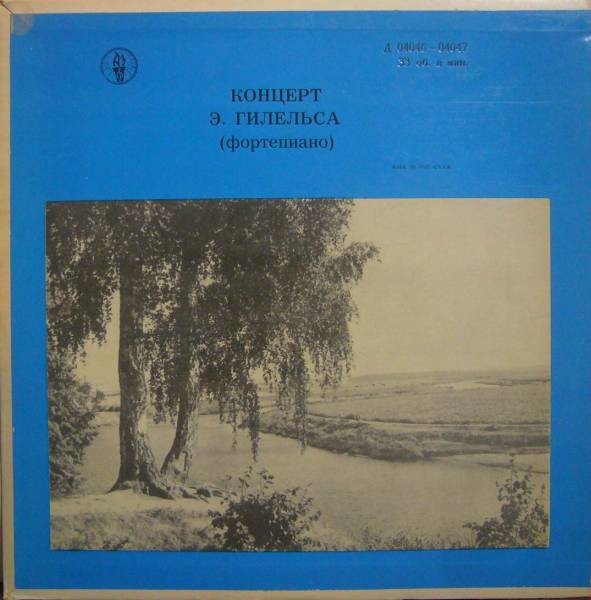 Д 04046—04047
33 об. в мин.
КОНЦЕРТ
Э. ГИЛЕЛЬСА
(фортепиано)